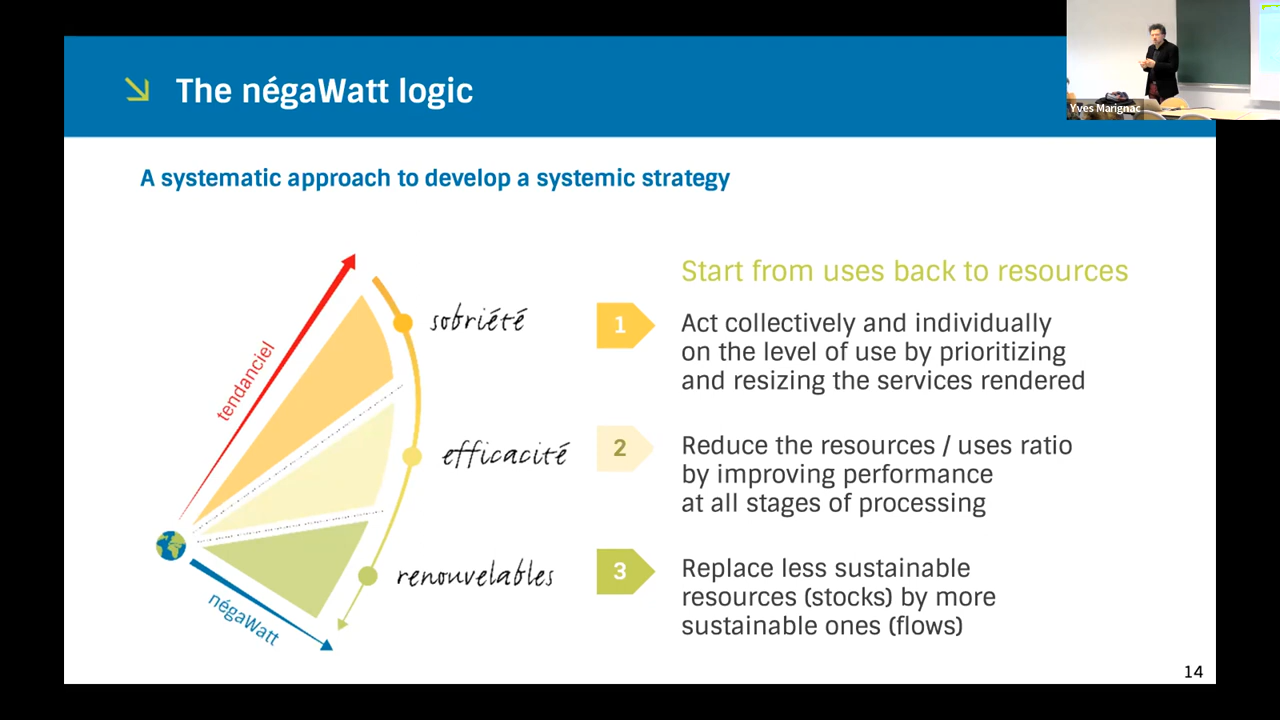 The négaWatt logic
Yves Marignac
A systematic approach to develop a systemic strategy
tendanciel
négaWatt
sobriété
efficacité
renouvelables
Start from uses back to resources
1
Act collectively and individually
on the level of use by prioritizing
and resizing the services rendered
2
Reduce the resources / uses ratio
by improving performance
at all stages of processing
3
Replace less sustainable
resources (stocks) by more
sustainable ones (flows)
14